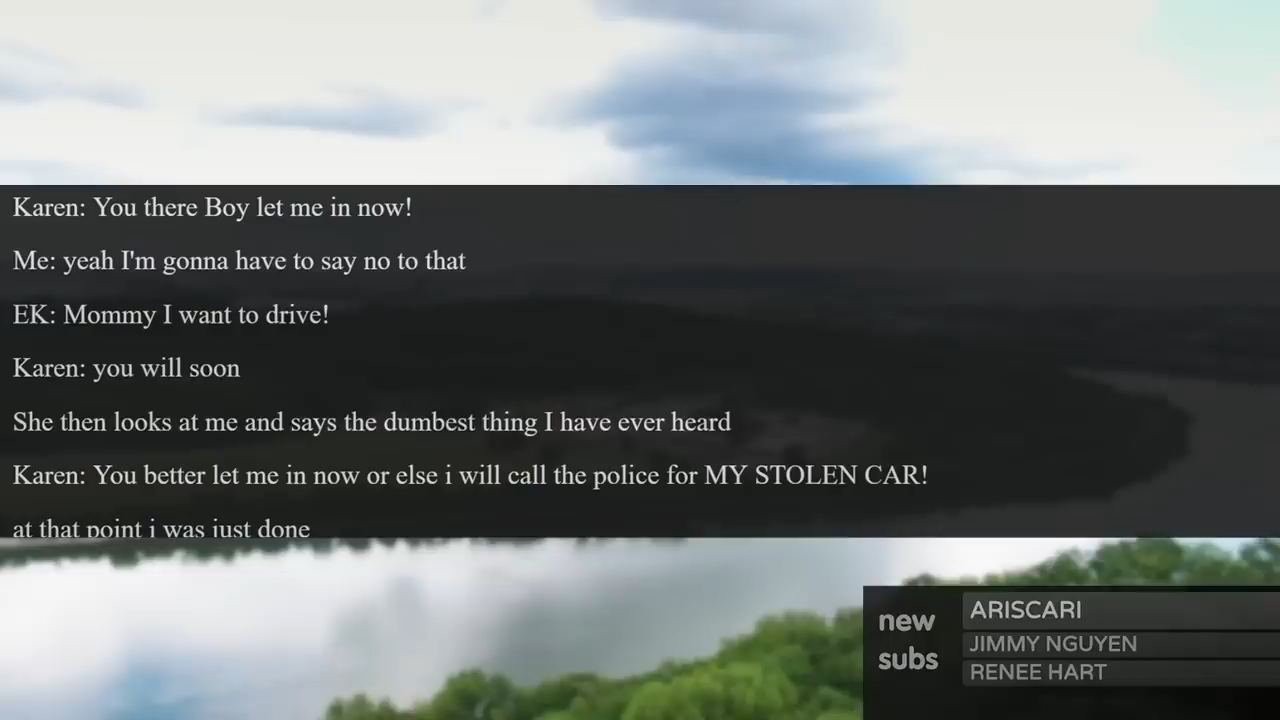 Karen: You there Boy let me in now!
Me: yeah I'm gonna have to say no to that
EK: Mommy I want to drive!
Karen: you will soon
She then looks at me and says the dumbest thing I have ever heard
Karen: You better let me in now or else i will call the police for MY STOLEN CAR!
at that point i was just done
new subs
ARISCARI
JIMMY NGUYEN
RENEE HART